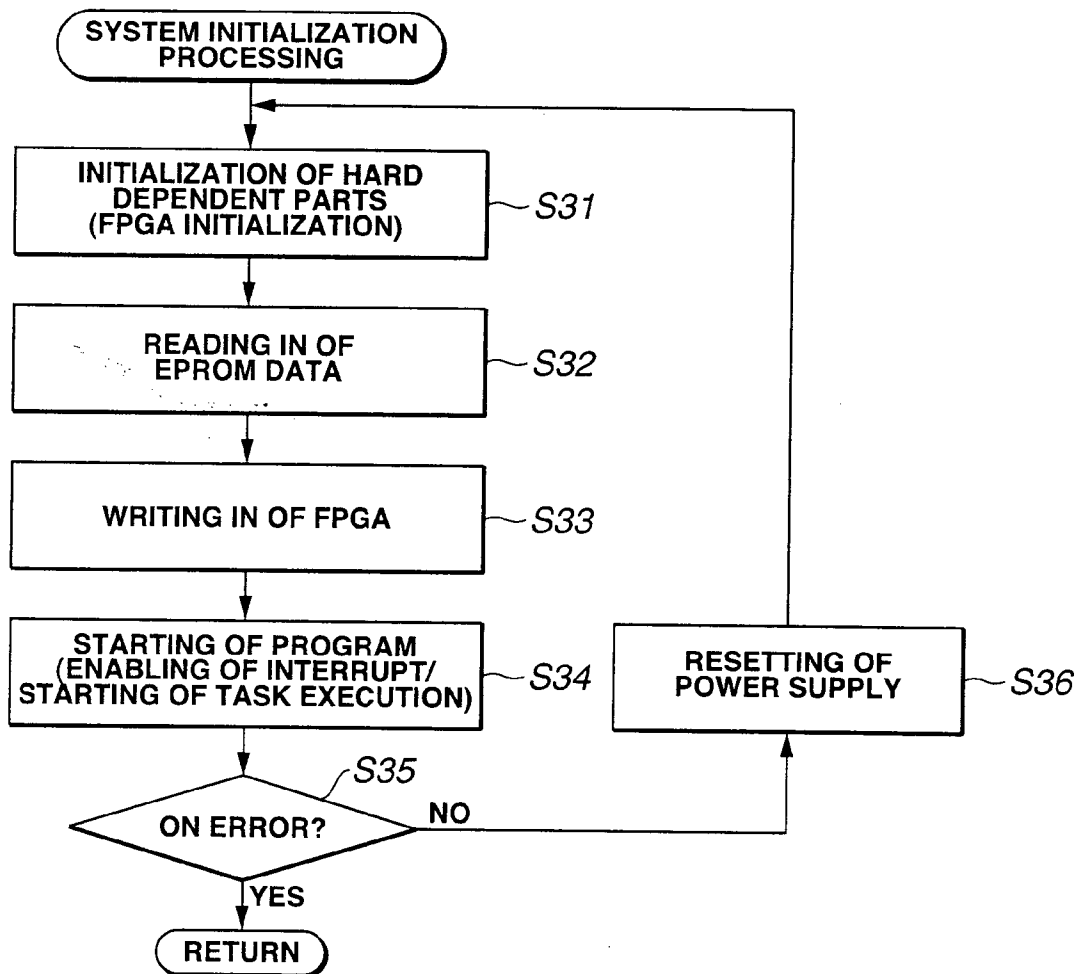 SYSTEM INITIALIZATION
PROCESSING
INITIALIZATION OF HARD
DEPENDENT PARTS
(FPGA INITIALIZATION)
S31
READING IN OF
EPROM DATA
S32
WRITING IN OF FPGA
S33
STARTING OF PROGRAM
(ENABLING OF INTERRUPT/
STARTING OF TASK EXECUTION)
S34
RESETTING OF
POWER SUPPLY
S36
S35
ON ERROR?
NO
YES
RETURN